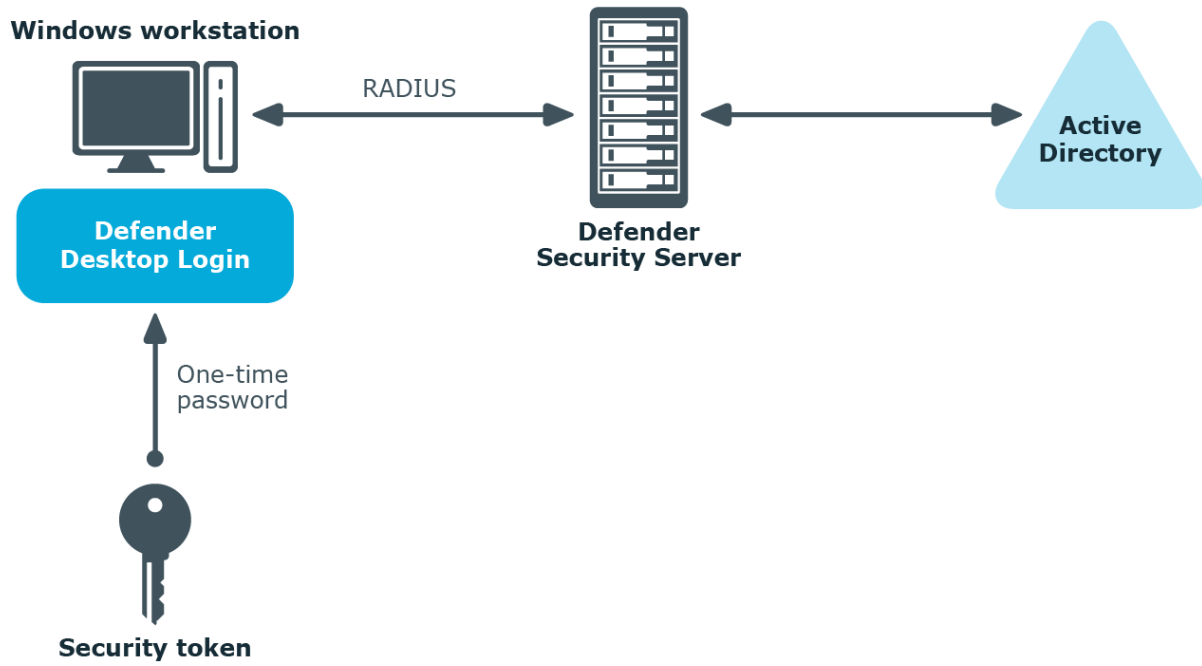 Windows workstation
RADIUS
Active
Directory
Defender
Desktop Login
Defender
Security Server
One-time
password
Security token